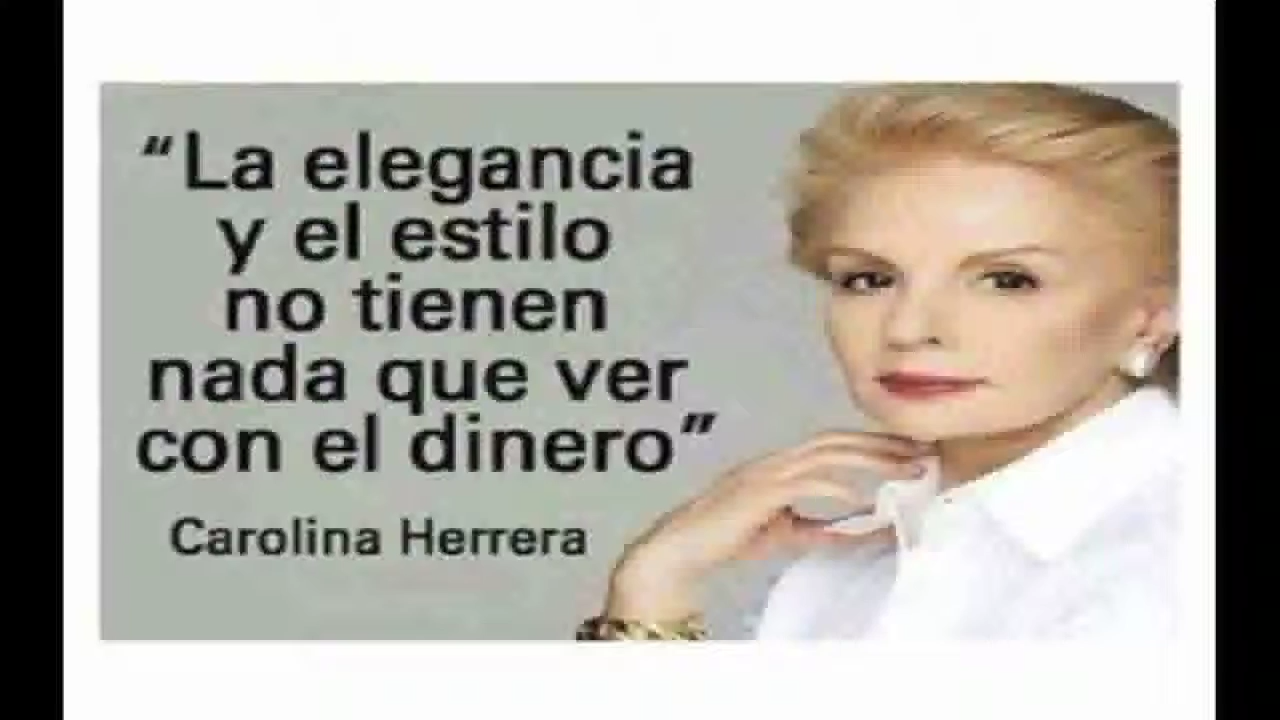 “La elegancia
y el estilo
no tienen
nada que ver
con el dinero”
Carolina Herrera